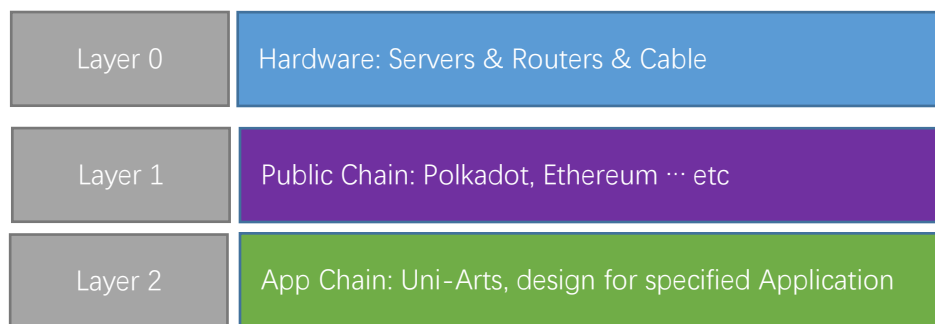 Layer 0
Hardware: Servers & Routers & Cable
Layer 1
Public Chain: Polkadot, Ethereum ··· etc
Layer 2
App Chain: Uni-Arts, design for specified Application